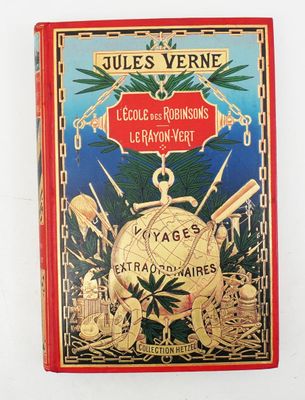 JULES VERNE
L'ÉCOLE DES ROBINSONS
LE RAYON-VERT
VOYAGES
EXTRAORDINAIRES
COLLECTION HETZEL